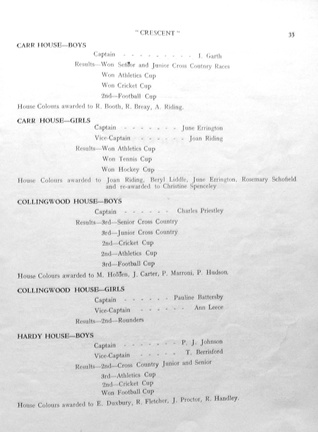 " CRESCENT " 33
CARR HOUSE—BOYS
Captain - - - - - - - - I. Garth
Results—Won Senior and Junior Cross Country Races
Won Athletics Cup
Won Cricket Cup
2nd—Football Cup
House Colours awarded to R. Booth, R. Breay, A. Riding.
CARR HOUSE—GIRLS
Captain - - - - - - - June Errington
Vice-Captain - - - - - - Joan Riding
Results—Won Athletics Cup
Won Tennis Cup
Won Hockey Cup
House Colours awarded to Joan Riding, Beryl Liddle, June Errington, Rosemary Schofield
and re-awarded to Christine Spenceley
COLLINGWOOD HOUSE—BOYS
Captain - - - - - - Charles Priestley
Results—3rd—Senior Cross Country
3rd—Junior Cross Country
2nd—Cricket Cup
2nd—Athletics Cup
3rd—Football Cup
House Colours awarded to M. Holden, J. Carter, P. Marroni, P. Hudson.
COLLINGWOOD HOUSE—GIRLS
Captain - - - - - - Pauline Battersby
Vice-Captain - - - - - - Ann Leece
Results—2nd—Rounders
HARDY HOUSE—BOYS
Captain - - - - - - P. J. Johnson
Vice-Captain - - - - - T. Berrisford
Results—2nd—Cross Country Junior and Senior
3rd—Athletics Cup
2nd—Cricket Cup
Won Football Cup
House Colours awarded to E. Duxbury, R. Fletcher, J. Proctor, R. Handley.